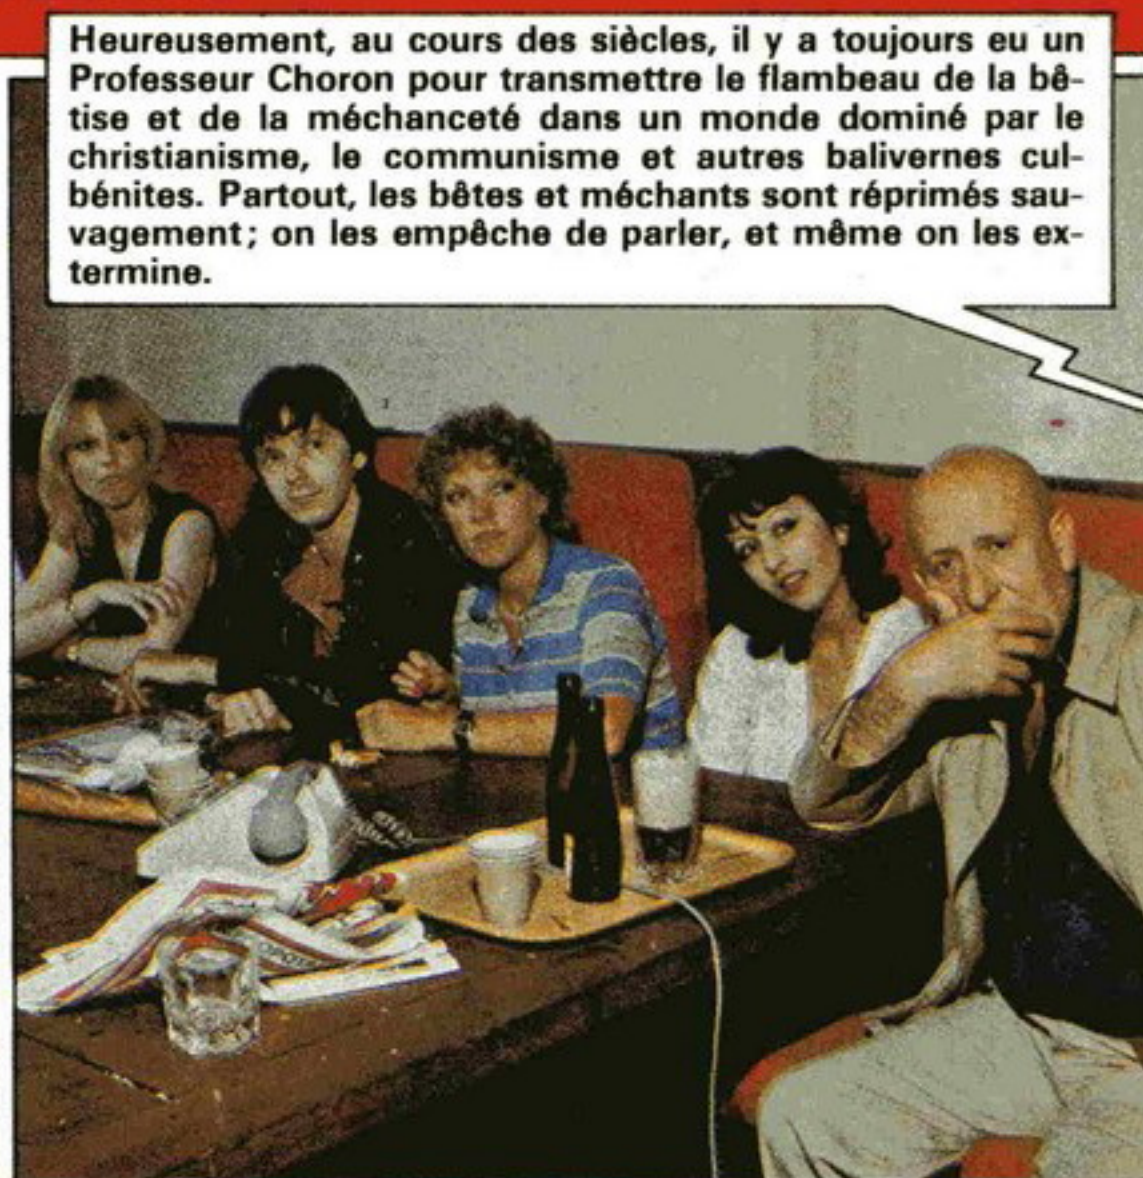 Heureusement, au cours des siècles, il y a toujours eu un
Professeur Choron pour transmettre le flambeau de la bê-
tise et de la méchanceté dans un monde dominé par le
christianisme, le communisme et autres balivernes cul-
bénites. Partout, les bêtes et méchants sont réprimés sau-
vagement; on les empêche de parler, et même on les ex-
termine.